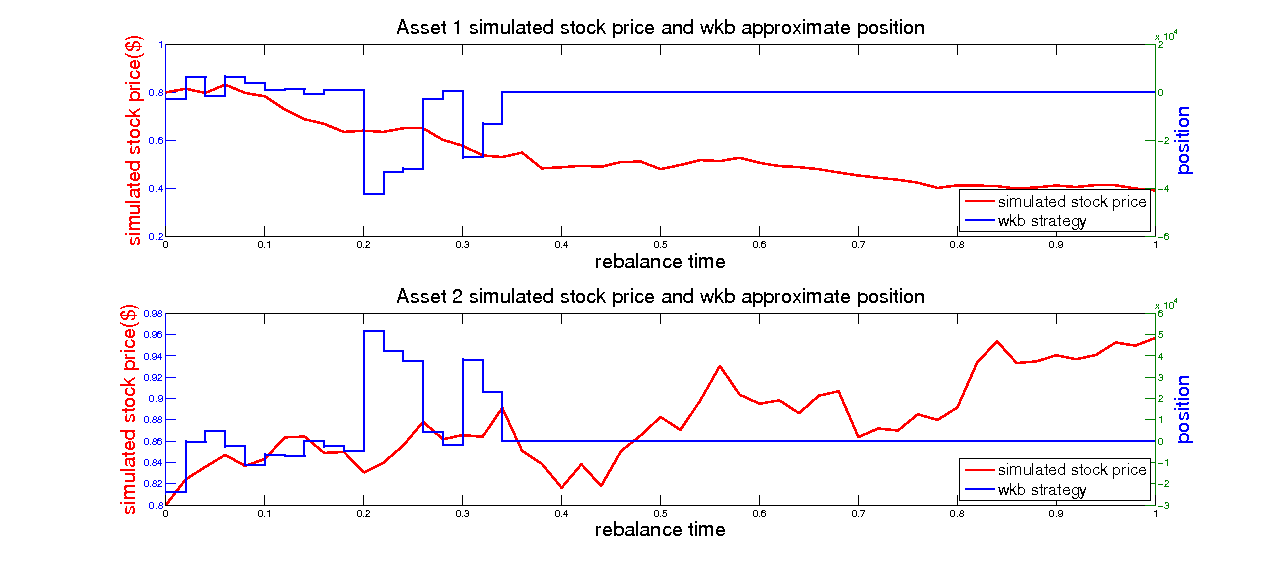 Asset 1 simulated stock price and wkb approximate position
simulated stock price($)
1
0.8
0.6
0.4
0.2
x 10^4
2
0
−2
−4
−6
position
simulated stock price
wkb strategy
0 0.1 0.2 0.3 0.4 0.5 0.6 0.7 0.8 0.9 1
rebalance time
Asset 2 simulated stock price and wkb approximate position
simulated stock price($)
0.98
0.96
0.94
0.92
0.9
0.88
0.86
0.84
0.82
0.8
x 10^4
6
5
4
3
2
1
0
−1
−2
−3
position
simulated stock price
wkb strategy
0 0.1 0.2 0.3 0.4 0.5 0.6 0.7 0.8 0.9 1
rebalance time